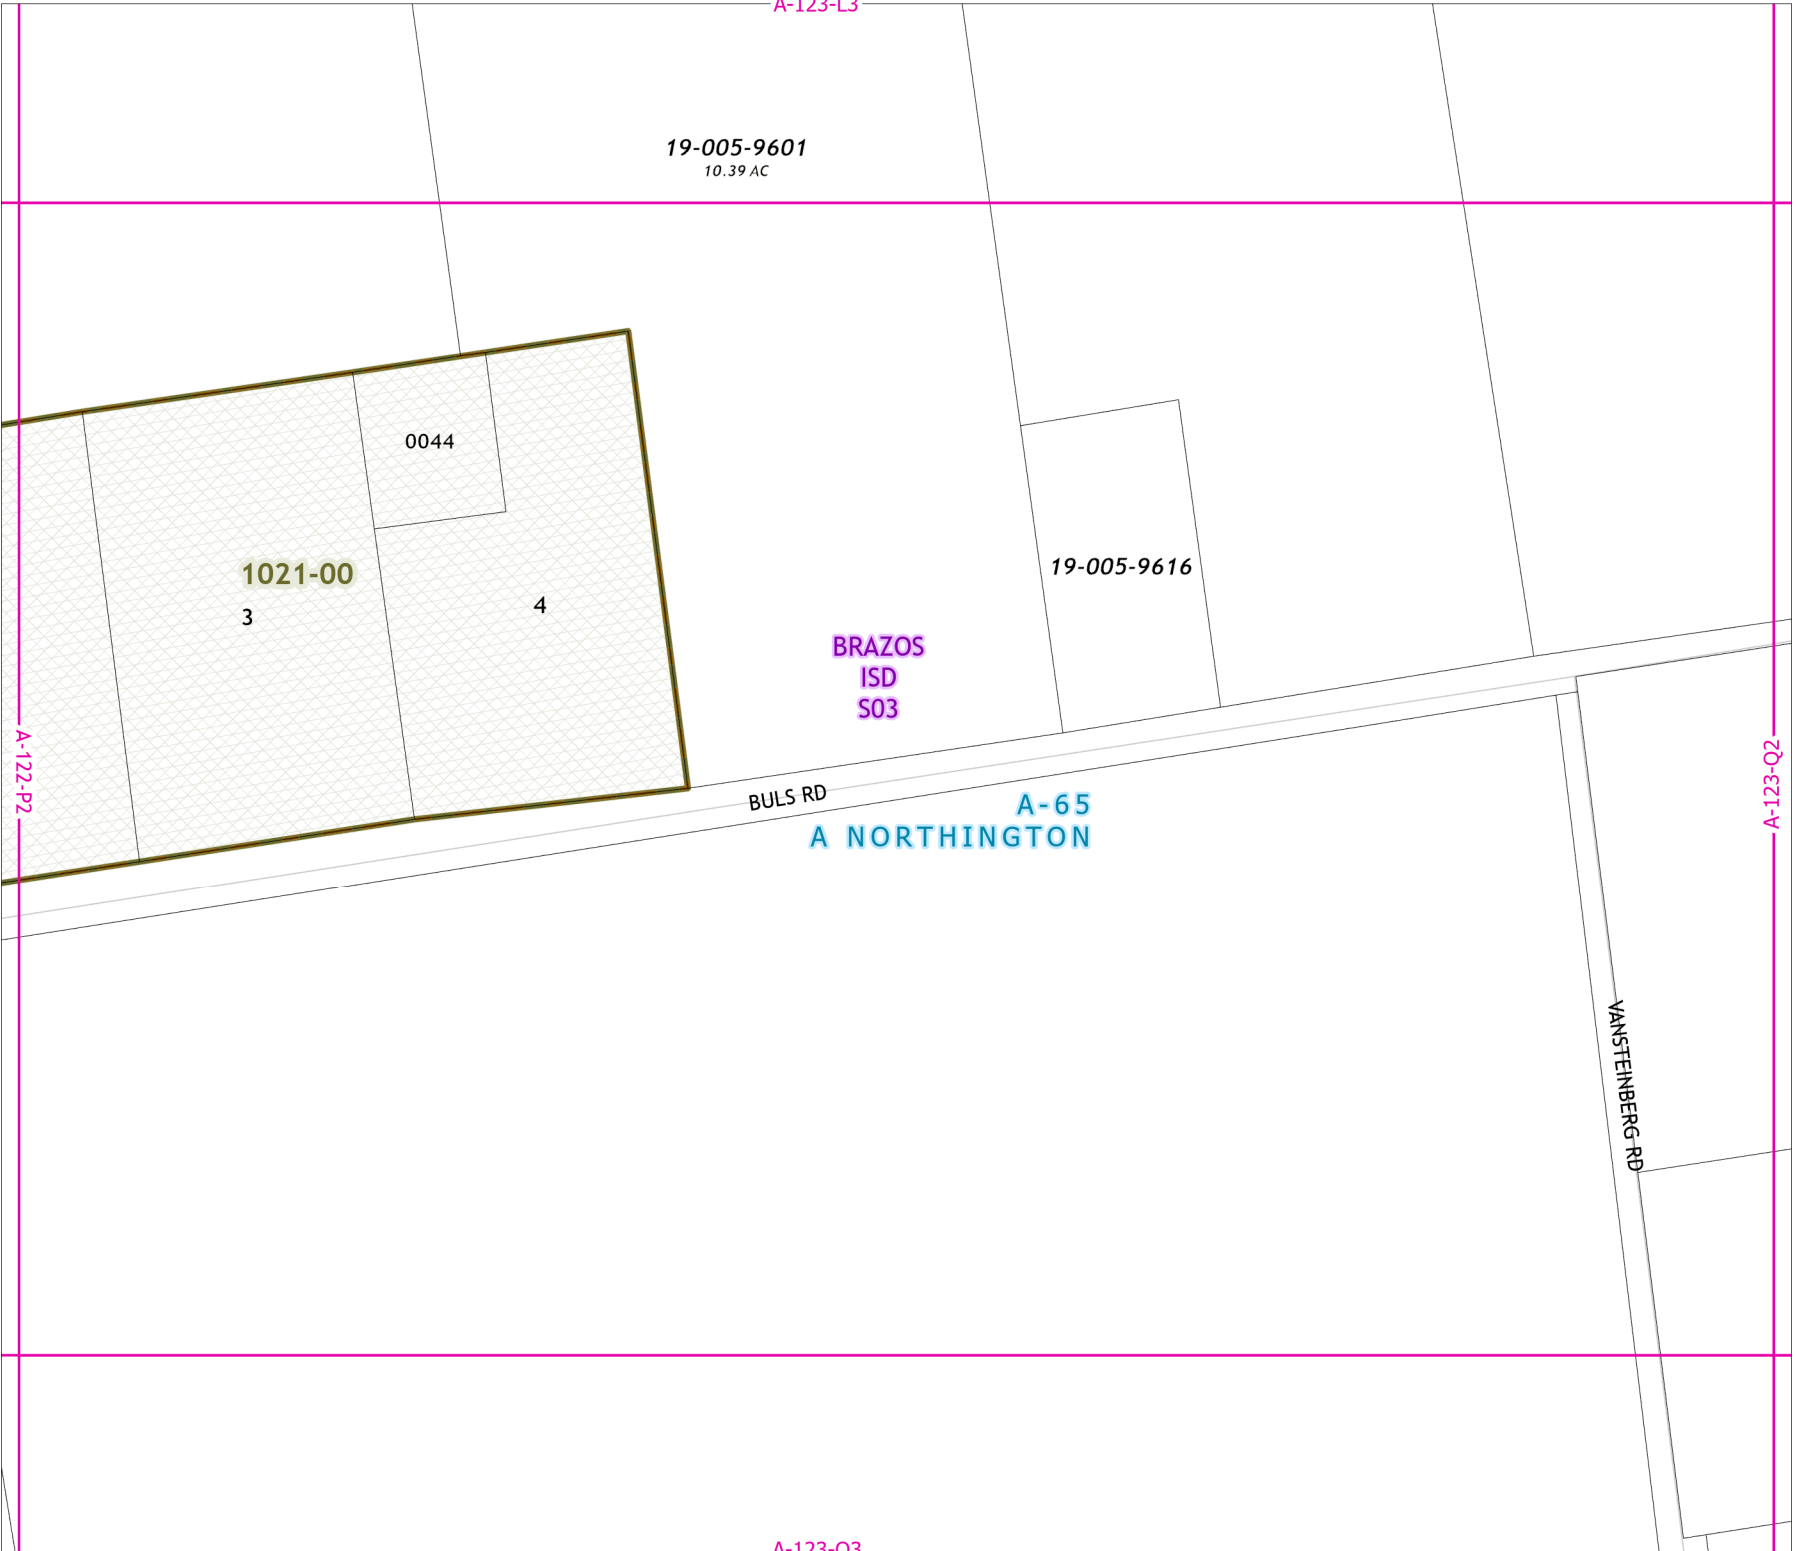 A-123-L3
19-005-9601
10.39 AC
0044
1021-00
3
4
19-005-9616
BRAZOS
ISD
S03
A-122-P2
A-123-Q2
BULS RD
A-65
A NORTHINGTON
VANSTEINBERG RD
A-123-Q3